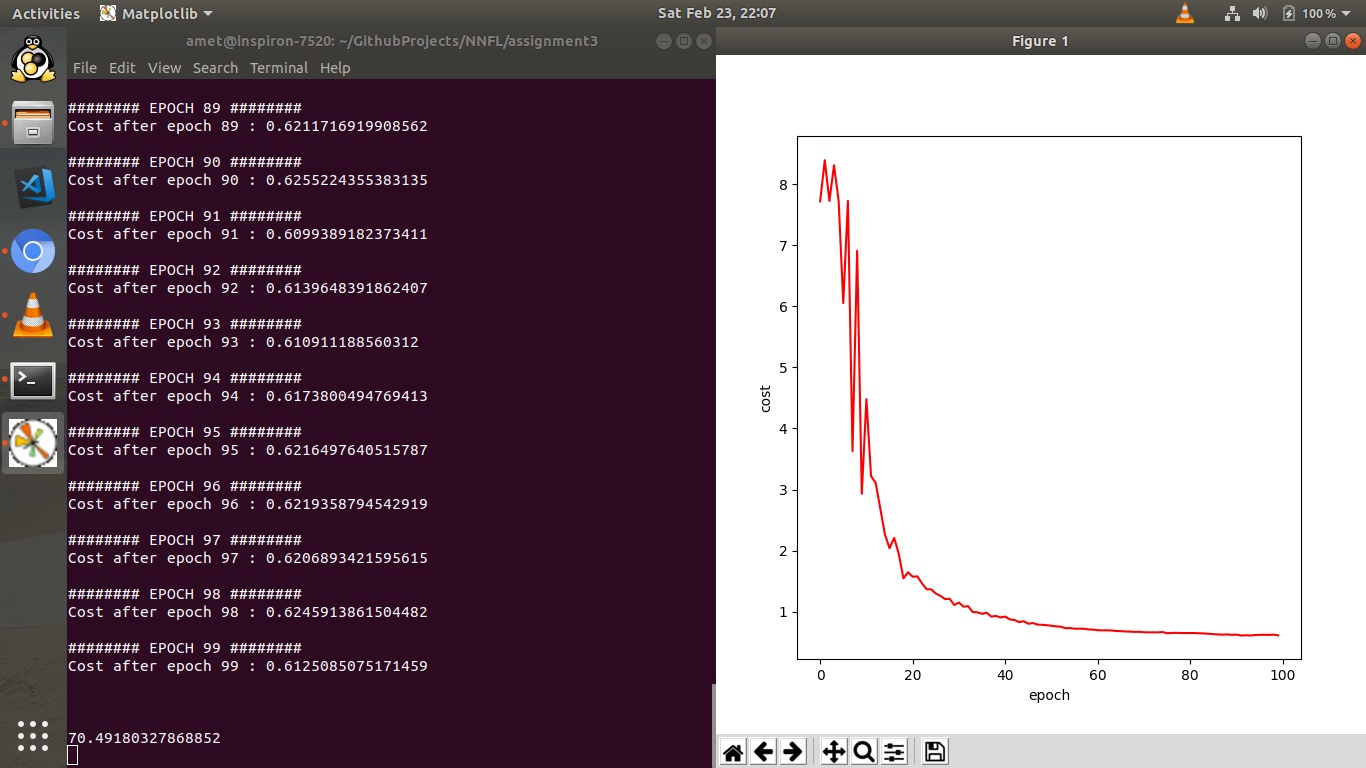 Activities Matplotlib Sat Feb 23, 22:07 100 %
amet@inspiron-7520: ~/GithubProjects/NNFL/assignment3
File Edit View Search Terminal Help
######## EPOCH 89 ########
Cost after epoch 89 : 0.6211716919908562
######## EPOCH 90 ########
Cost after epoch 90 : 0.6255224355383135
######## EPOCH 91 ########
Cost after epoch 91 : 0.6099389182373411
######## EPOCH 92 ########
Cost after epoch 92 : 0.6139648391862407
######## EPOCH 93 ########
Cost after epoch 93 : 0.610911188560312
######## EPOCH 94 ########
Cost after epoch 94 : 0.6173800494769413
######## EPOCH 95 ########
Cost after epoch 95 : 0.6216497640515787
######## EPOCH 96 ########
Cost after epoch 96 : 0.6219358794542919
######## EPOCH 97 ########
Cost after epoch 97 : 0.6206893421595615
######## EPOCH 98 ########
Cost after epoch 98 : 0.6245913861504482
######## EPOCH 99 ########
Cost after epoch 99 : 0.6125085075171459
70.49180327868852
Figure 1
8
7
6
5
4
3
2
1
cost
0 20 40 60 80 100
epoch